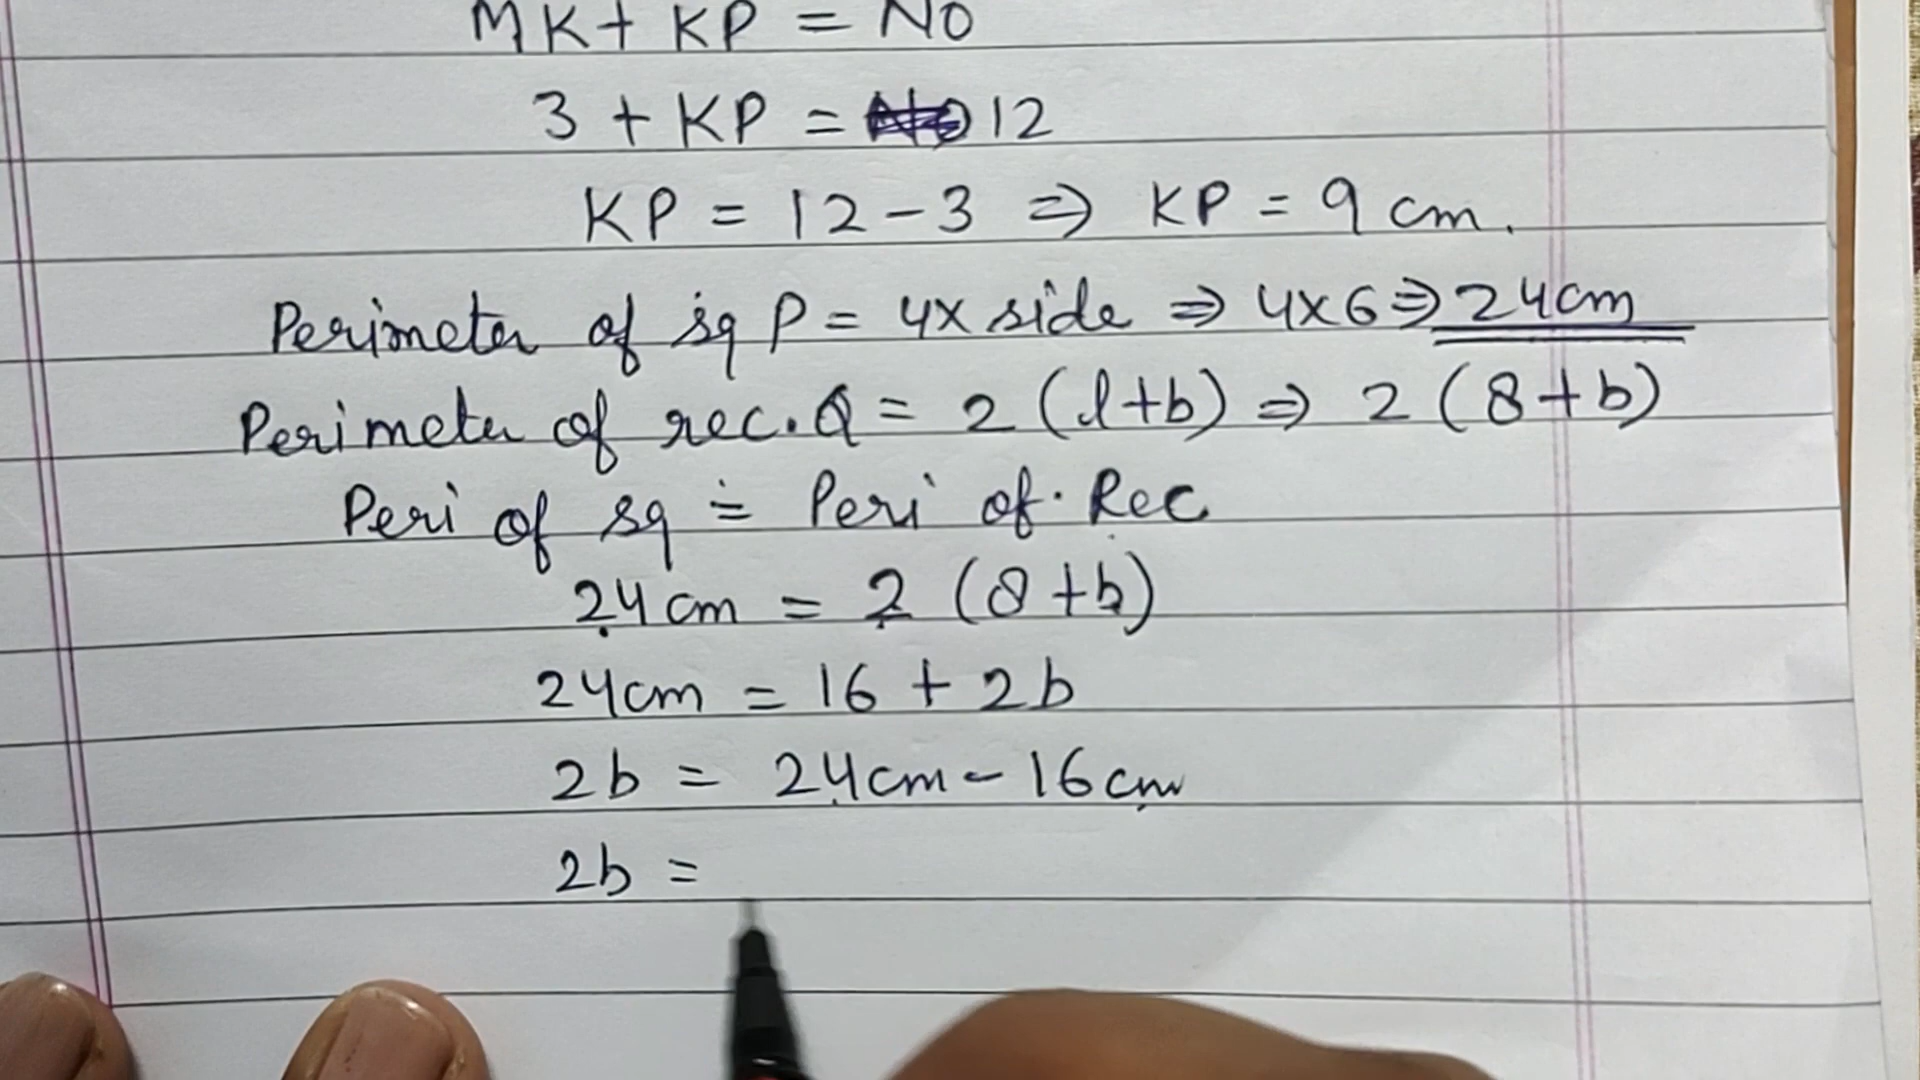 MK + KP = NO
3 + KP = 12
KP = 12 - 3 ⇒ KP = 9 cm.
Perimeter of sq P = 4x side ⇒ 4x6 ⇒ 24cm
Perimeter of rec. Q = 2 (l+b) ⇒ 2 (8+b)
Peri of sq = Peri of. Rec
24cm = 2 (8+b)
24cm = 16 + 2b
2b = 24cm - 16cm
2b =